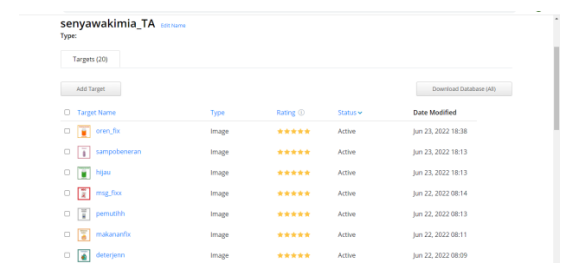 senyawakimia_TA Edit Name
Type:
Targets (20)
Add Target Download Database (All)
Target Name Type Rating Status Date Modified
oren_fix Image Active Jun 23, 2022 18:38
sampobeneran Image Active Jun 23, 2022 18:13
hijau Image Active Jun 23, 2022 18:13
msg_fixx Image Active Jun 22, 2022 08:14
pemutihh Image Active Jun 22, 2022 08:13
makananfix Image Active Jun 22, 2022 08:11
deterjenn Image Active Jun 22, 2022 08:09